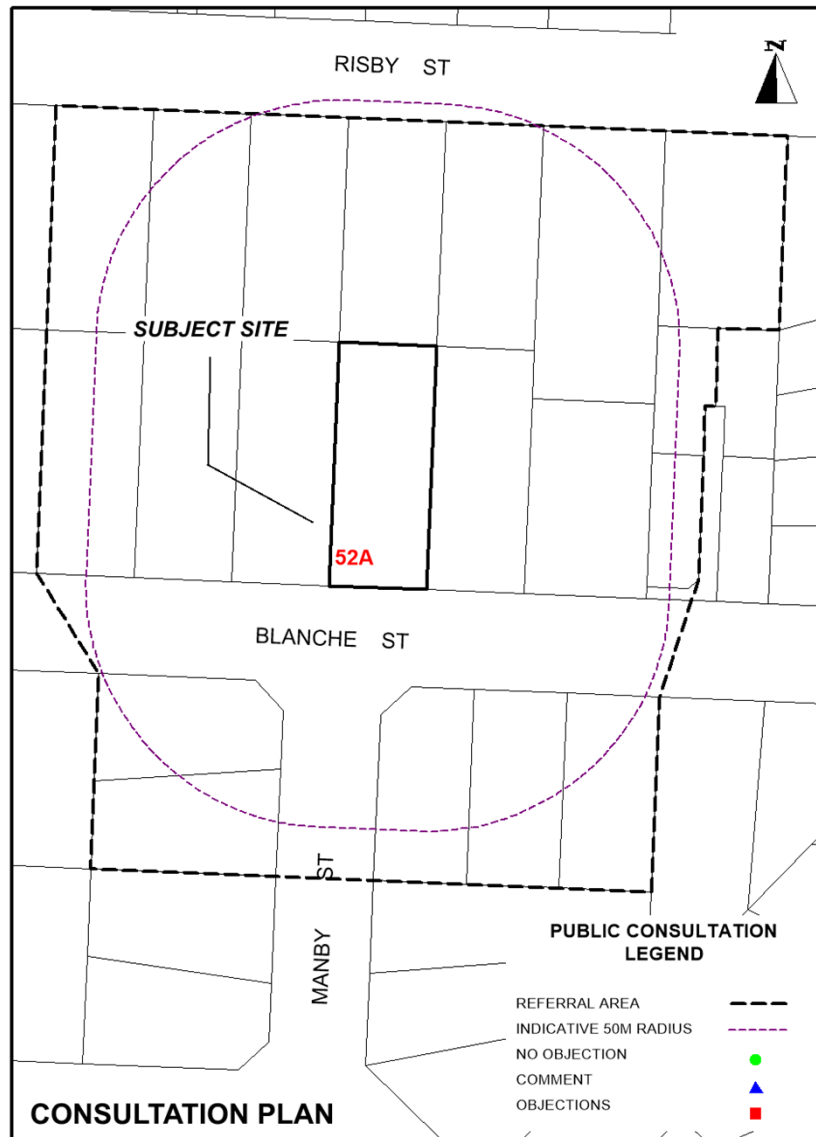 RISBY ST
N
SUBJECT SITE
52A
BLANCHE ST
MANBY ST
PUBLIC CONSULTATION
LEGEND
REFERRAL AREA
INDICATIVE 50M RADIUS
NO OBJECTION
COMMENT
OBJECTIONS
CONSULTATION PLAN